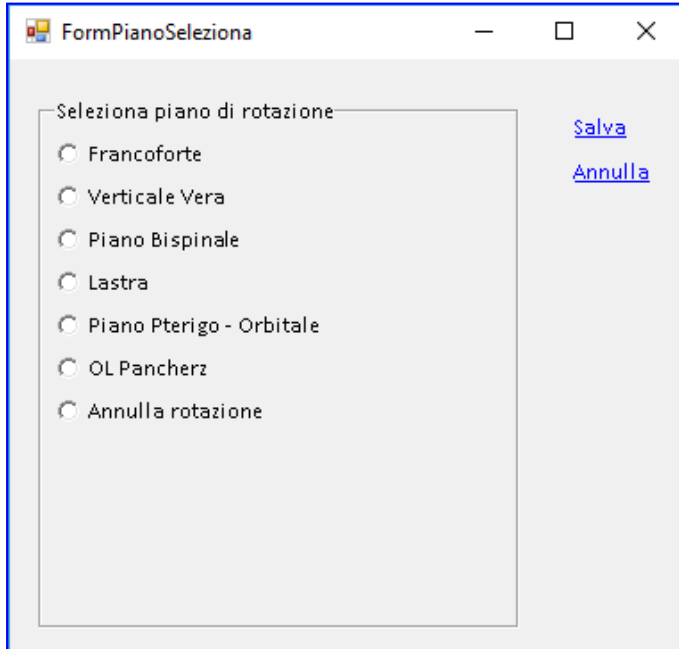 FormPianoSeleziona
Seleziona piano di rotazione
Francoforte
Verticale Vera
Piano Bispinale
Lastra
Piano Pterigo - Orbitale
OL Pancherz
Annulla rotazione
Salva
Annulla